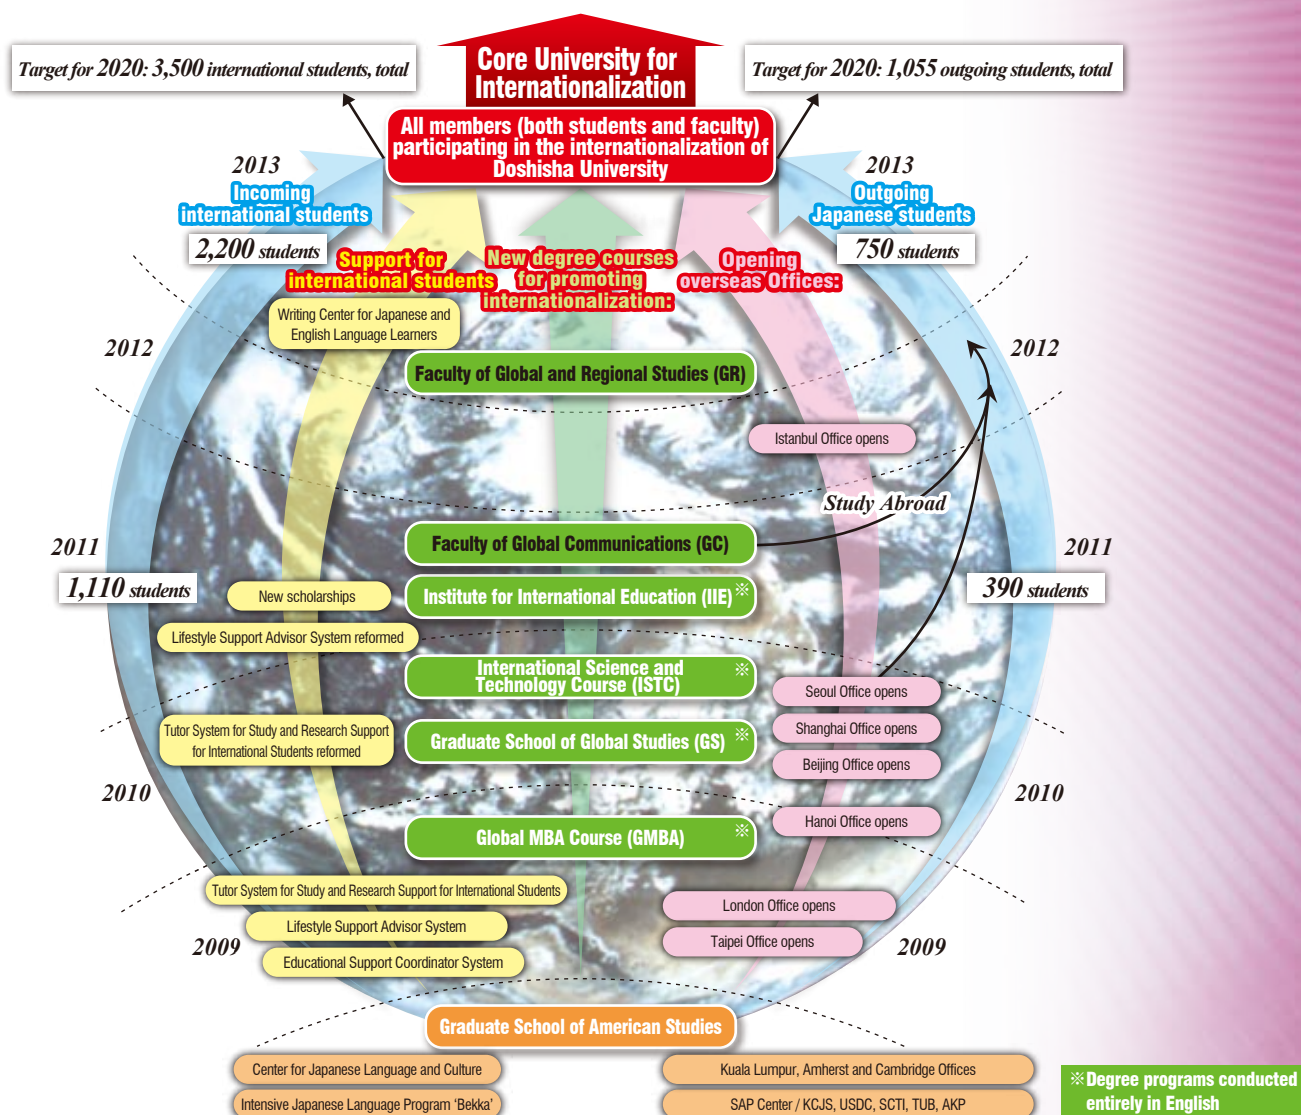 Core University for
Internationalization
Target for 2020: 3,500 international students, total
Target for 2020: 1,055 outgoing students, total
All members (both students and faculty)
participating in the internationalization of
Doshisha University
2013
Incoming
international students
2,200 students
2013
Outgoing
Japanese students
750 students
Support for
international students
New degree courses
for promoting
internationalization:
Opening
overseas Offices:
Writing Center for Japanese and
English Language Learners
2012
2012
Faculty of Global and Regional Studies (GR)
Istanbul Office opens
Study Abroad
2011
1,110 students
Faculty of Global Communications (GC)
2011
390 students
New scholarships
Institute for International Education (IIE)※
Lifestyle Support Advisor System reformed
International Science and
Technology Course (ISTC)
※
Seoul Office opens
Tutor System for Study and Research Support
for International Students reformed
Graduate School of Global Studies (GS)
※
Shanghai Office opens
Beijing Office opens
2010
2010
Global MBA Course (GMBA)
※
Hanoi Office opens
Tutor System for Study and Research Support for International Students
London Office opens
Lifestyle Support Advisor System
Taipei Office opens
2009
2009
Educational Support Coordinator System
Graduate School of American Studies
Center for Japanese Language and Culture
Kuala Lumpur, Amherst and Cambridge Offices
Intensive Japanese Language Program ‘Bekka’
SAP Center / KCJS, USDC, SCTI, TUB, AKP
※Degree programs conducted
entirely in English